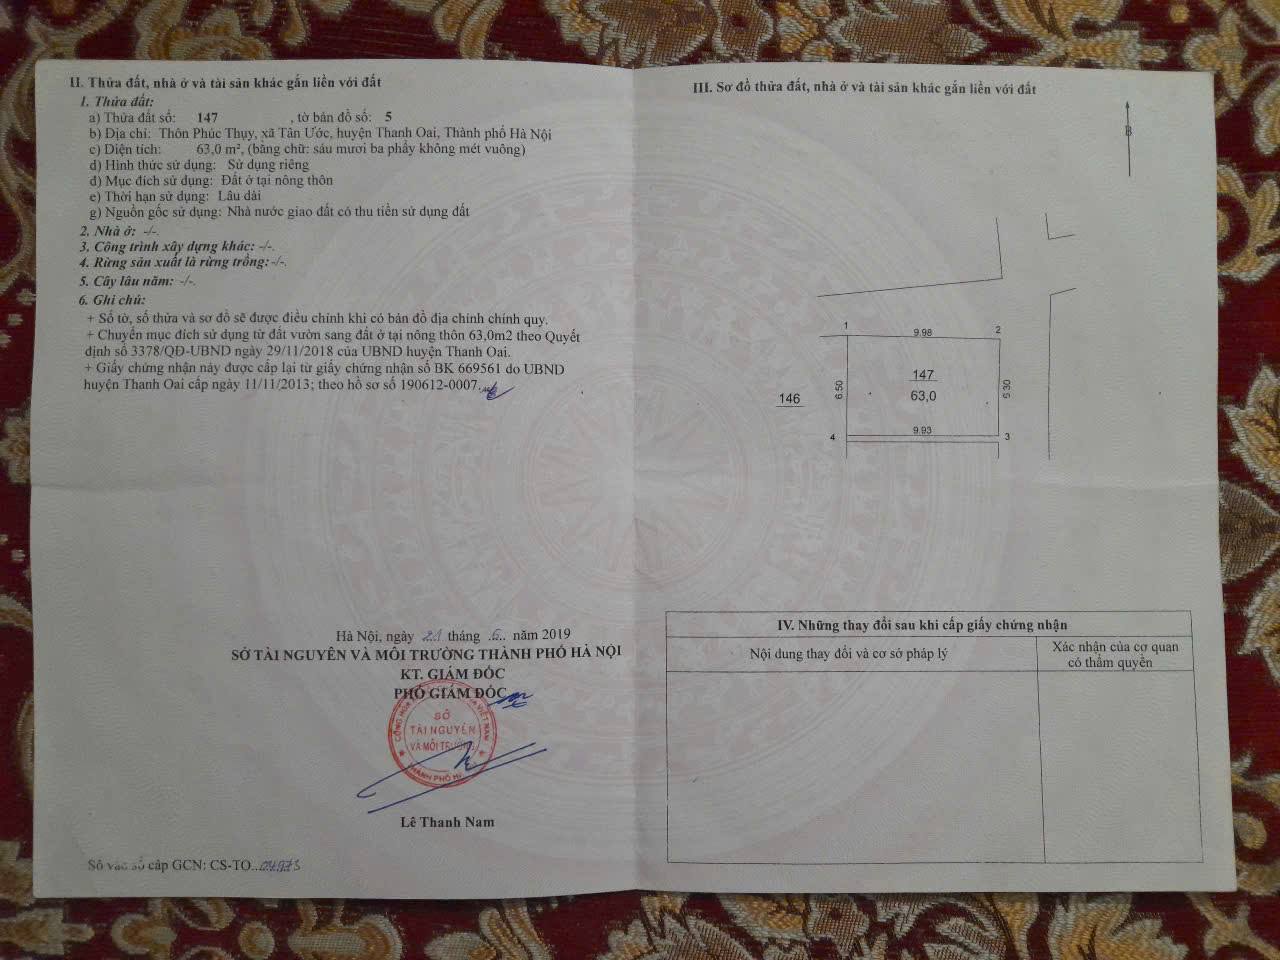 II. Thửa đất, nhà ở và tài sản khác gắn liền với đất
1. Thửa đất:
a) Thửa đất số: 147 , tờ bản đồ số: 5
b) Địa chỉ: Thôn Phúc Thụy, xã Tân Ước, huyện Thanh Oai, Thành phố Hà Nội
c) Diện tích: 63,0 m², (bằng chữ: sáu mươi ba phẩy không mét vuông)
d) Hình thức sử dụng: Sử dụng riêng
đ) Mục đích sử dụng: Đất ở tại nông thôn
e) Thời hạn sử dụng: Lâu dài
g) Nguồn gốc sử dụng: Nhà nước giao đất có thu tiền sử dụng đất
2. Nhà ở: -/-.
3. Công trình xây dựng khác: -/-.
4. Rừng sản xuất là rừng trồng: -/-.
5. Cây lâu năm: -/-.
6. Ghi chú:
+ Số tờ, số thửa và sơ đồ sẽ được điều chỉnh khi có bản đồ địa chính chính quy.
+ Chuyển mục đích sử dụng từ đất vườn sang đất ở tại nông thôn 63,0m2 theo Quyết
định số 3378/QĐ-UBND ngày 29/11/2018 của UBND huyện Thanh Oai.
+ Giấy chứng nhận này được cấp lại từ giấy chứng nhận số BK 669561 do UBND
huyện Thanh Oai cấp ngày 11/11/2013; theo hồ sơ số 190612-0007.
Hà Nội, ngày 21 tháng 6 năm 2019
SỞ TÀI NGUYÊN VÀ MÔI TRƯỜNG THÀNH PHỐ HÀ NỘI
KT. GIÁM ĐỐC
PHÓ GIÁM ĐỐC
SỞ
TÀI NGUYÊN
VÀ MÔI TRƯỜNG
Lê Thanh Nam
Số vào sổ cấp GCN: CS-TO..
III. Sơ đồ thửa đất, nhà ở và tài sản khác gắn liền với đất
B
1
9.98
2
6.50
147
63,0
6.30
146
4
9.93
3
IV. Những thay đổi sau khi cấp giấy chứng nhận
Nội dung thay đổi và cơ sở pháp lý
Xác nhận của cơ quan
có thẩm quyền